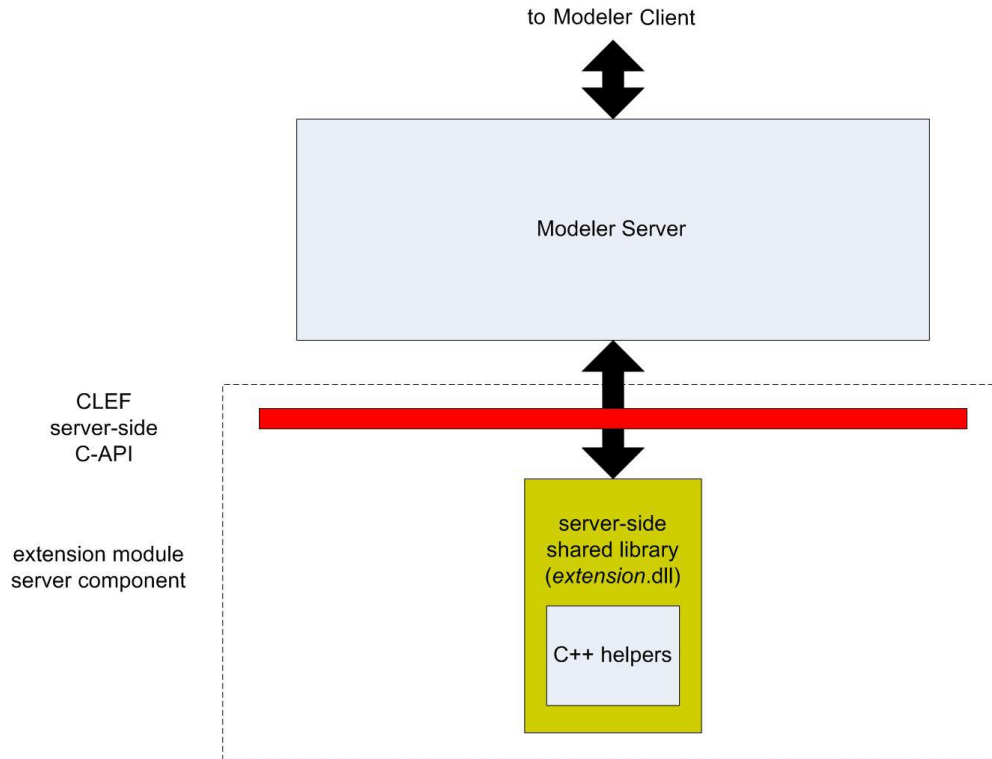 to Modeler Client
Modeler Server
CLEF
server-side
C-API
extension module
server component
server-side
shared library
(extension.dll)
C++ helpers